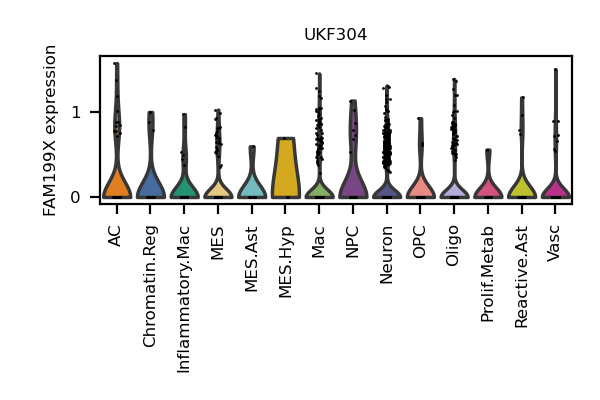 UKF304
FAM199X expression
1
0
AC
Chromatin.Reg
Inflammatory.Mac
MES
MES.Ast
MES.Hyp
Mac
NPC
Neuron
OPC
Oligo
Prolif.Metab
Reactive.Ast
Vasc